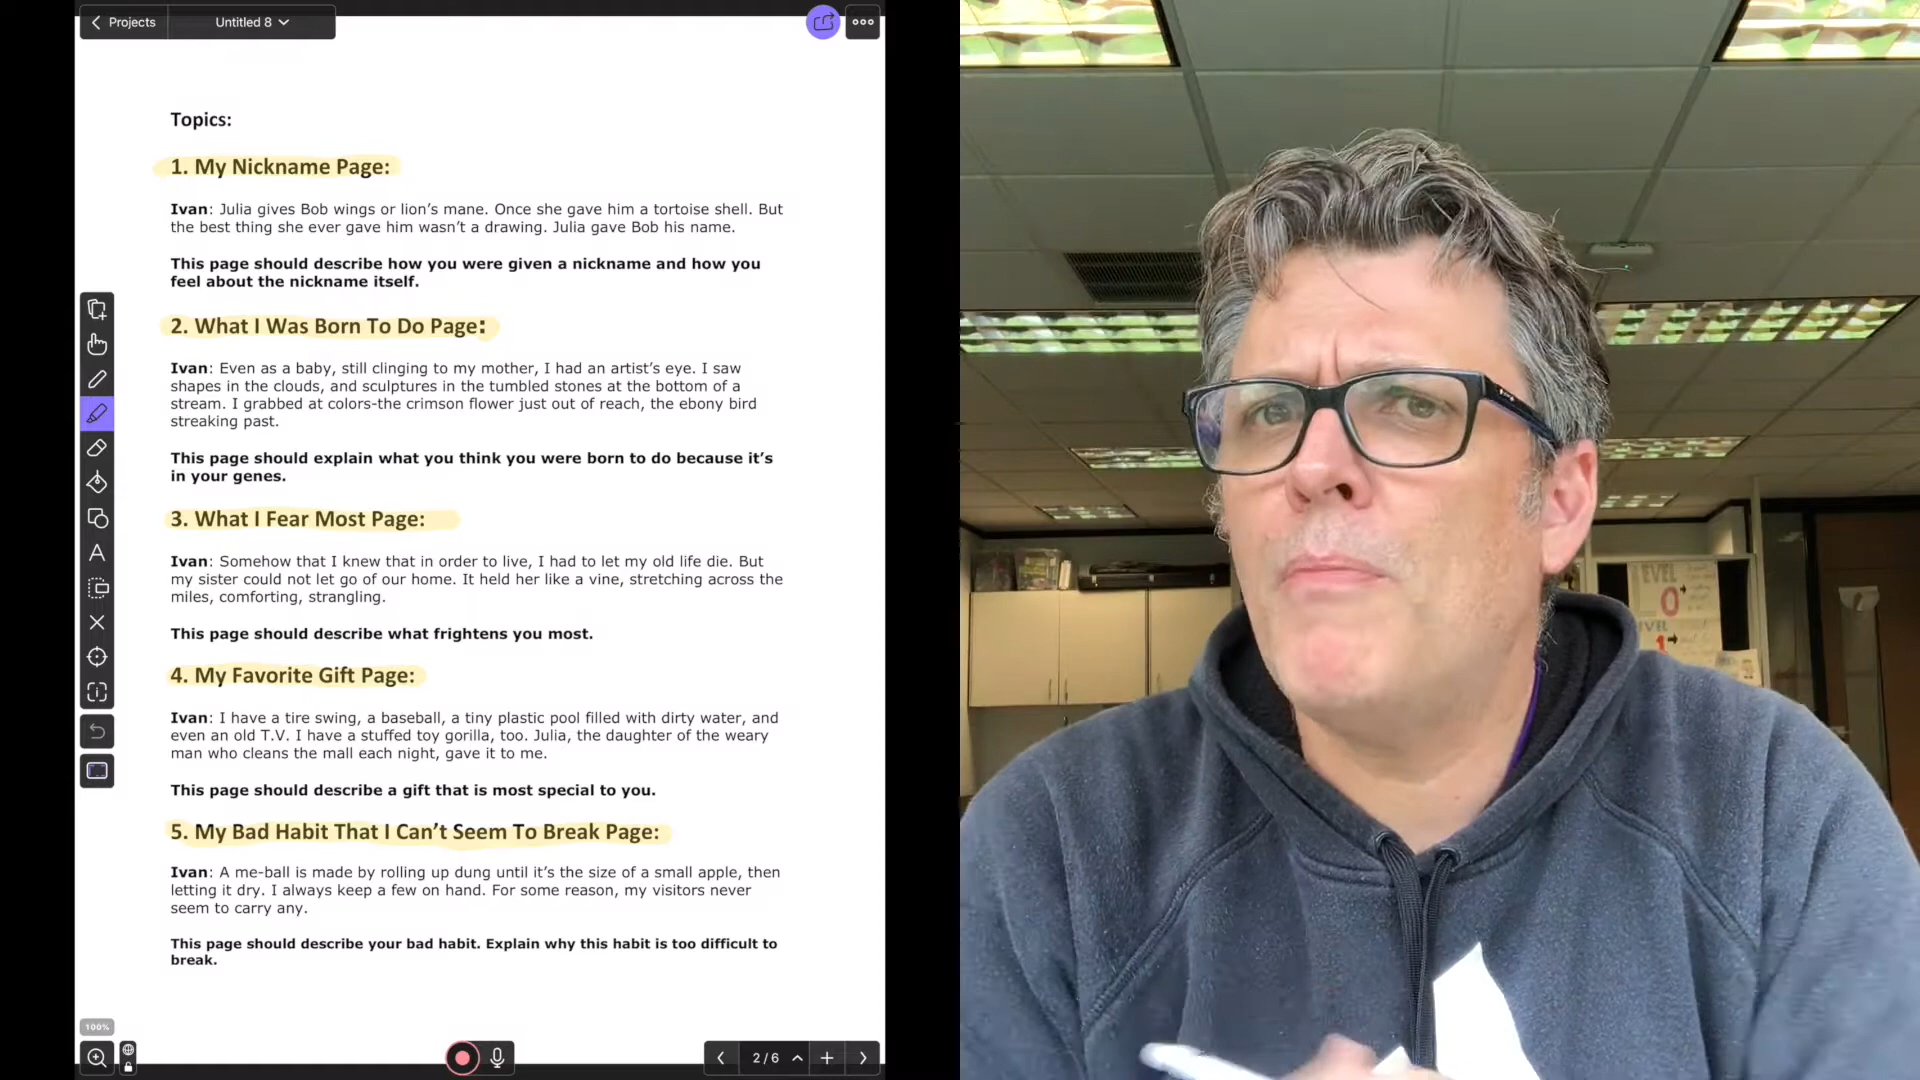 Projects
Untitled 8
Topics:
1. My Nickname Page:
Ivan: Julia gives Bob wings or lion’s mane. Once she gave him a tortoise shell. But
the best thing she ever gave him wasn’t a drawing. Julia gave Bob his name.
This page should describe how you were given a nickname and how you
feel about the nickname itself.
2. What I Was Born To Do Page:
Ivan: Even as a baby, still clinging to my mother, I had an artist’s eye. I saw
shapes in the clouds, and sculptures in the tumbled stones at the bottom of a
stream. I grabbed at colors-the crimson flower just out of reach, the ebony bird
streaking past.
This page should explain what you think you were born to do because it’s
in your genes.
3. What I Fear Most Page:
Ivan: Somehow that I knew that in order to live, I had to let my old life die. But
my sister could not let go of our home. It held her like a vine, stretching across the
miles, comforting, strangling.
This page should describe what frightens you most.
4. My Favorite Gift Page:
Ivan: I have a tire swing, a baseball, a tiny plastic pool filled with dirty water, and
even an old T.V. I have a stuffed toy gorilla, too. Julia, the daughter of the weary
man who cleans the mall each night, gave it to me.
This page should describe a gift that is most special to you.
5. My Bad Habit That I Can’t Seem To Break Page:
Ivan: A me-ball is made by rolling up dung until it’s the size of a small apple, then
letting it dry. I always keep a few on hand. For some reason, my visitors never
seem to carry any.
This page should describe your bad habit. Explain why this habit is too difficult to
break.
100%
2/6
EVEL
0
EVEL
1